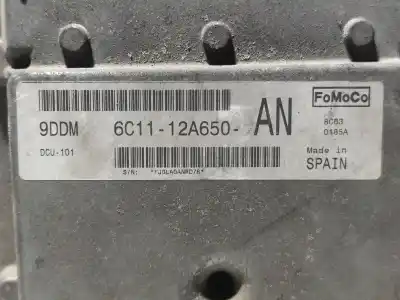 FoMoCo
9DDM 6C11-12A650- AN
8C63
0185A
DCU-101
Made in
SPAIN
S/N: